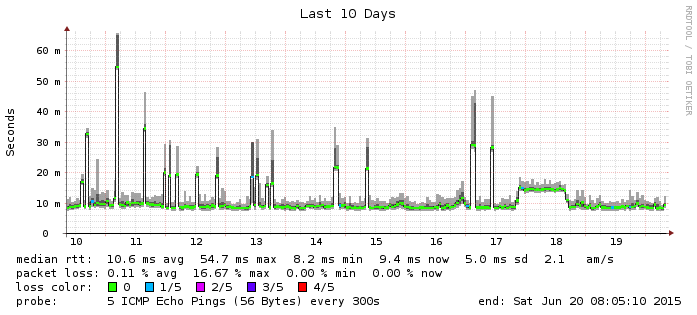 Last 10 Days
RRDTOOL / TOBI OETIKER
Seconds
60 m
50 m
40 m
30 m
20 m
10 m
0
10 11 12 13 14 15 16 17 18 19
median rtt: 10.6 ms avg 54.7 ms max 8.2 ms min 9.4 ms now 5.0 ms sd 2.1 am/s
packet loss: 0.11 % avg 16.67 % max 0.00 % min 0.00 % now
loss color: 0 1/5 2/5 3/5 4/5
probe: 5 ICMP Echo Pings (56 Bytes) every 300s end: Sat Jun 20 08:05:10 2015